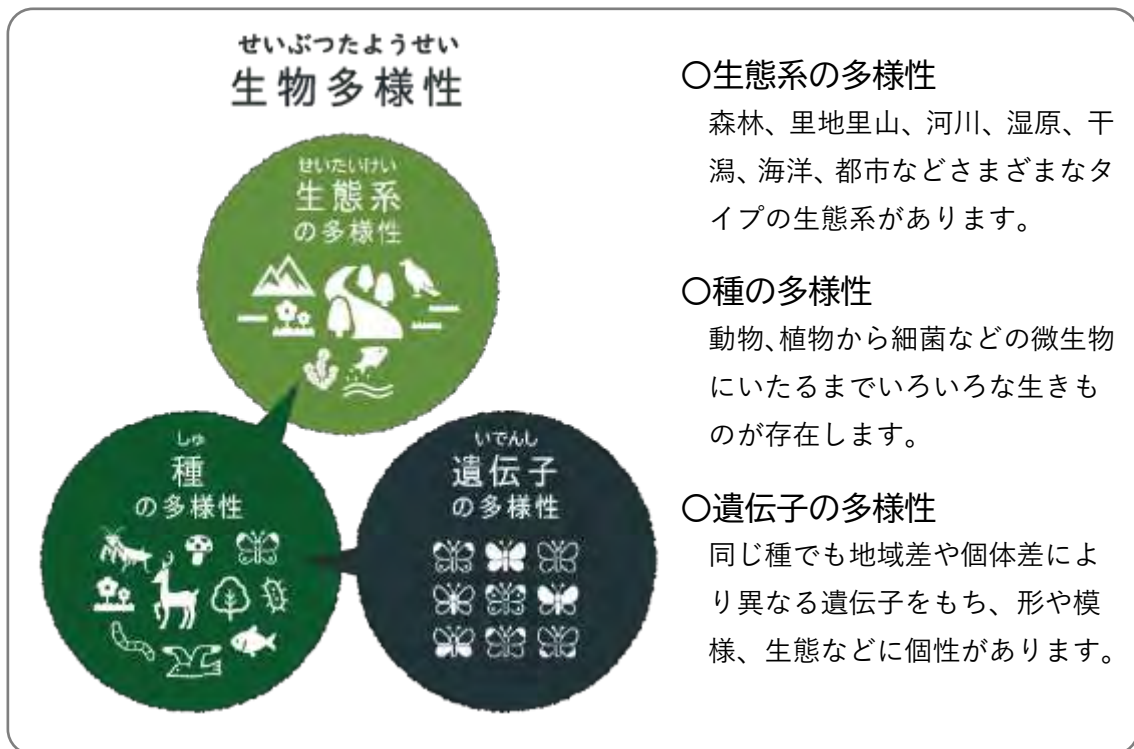 せいぶつたようせい
生物多様性
せいたいけい
生態系
の多様性
しゅ
種
の多様性
いでんし
遺伝子
の多様性
〇生態系の多様性
森林、里地里山、河川、湿原、干
潟、海洋、都市などさまざまなタ
イプの生態系があります。
〇種の多様性
動物、植物から細菌などの微生物
にいたるまでいろいろな生きも
のが存在します。
〇遺伝子の多様性
同じ種でも地域差や個体差によ
り異なる遺伝子をもち、形や模
様、生態などに個性があります。